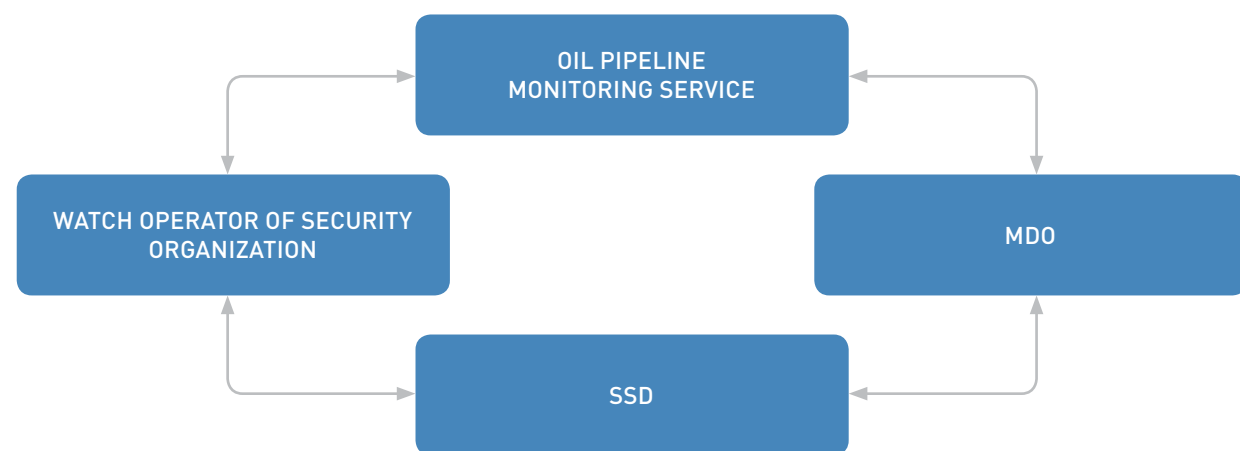 OIL PIPELINE
MONITORING SERVICE
WATCH OPERATOR OF SECURITY
ORGANIZATION
MDO
SSD